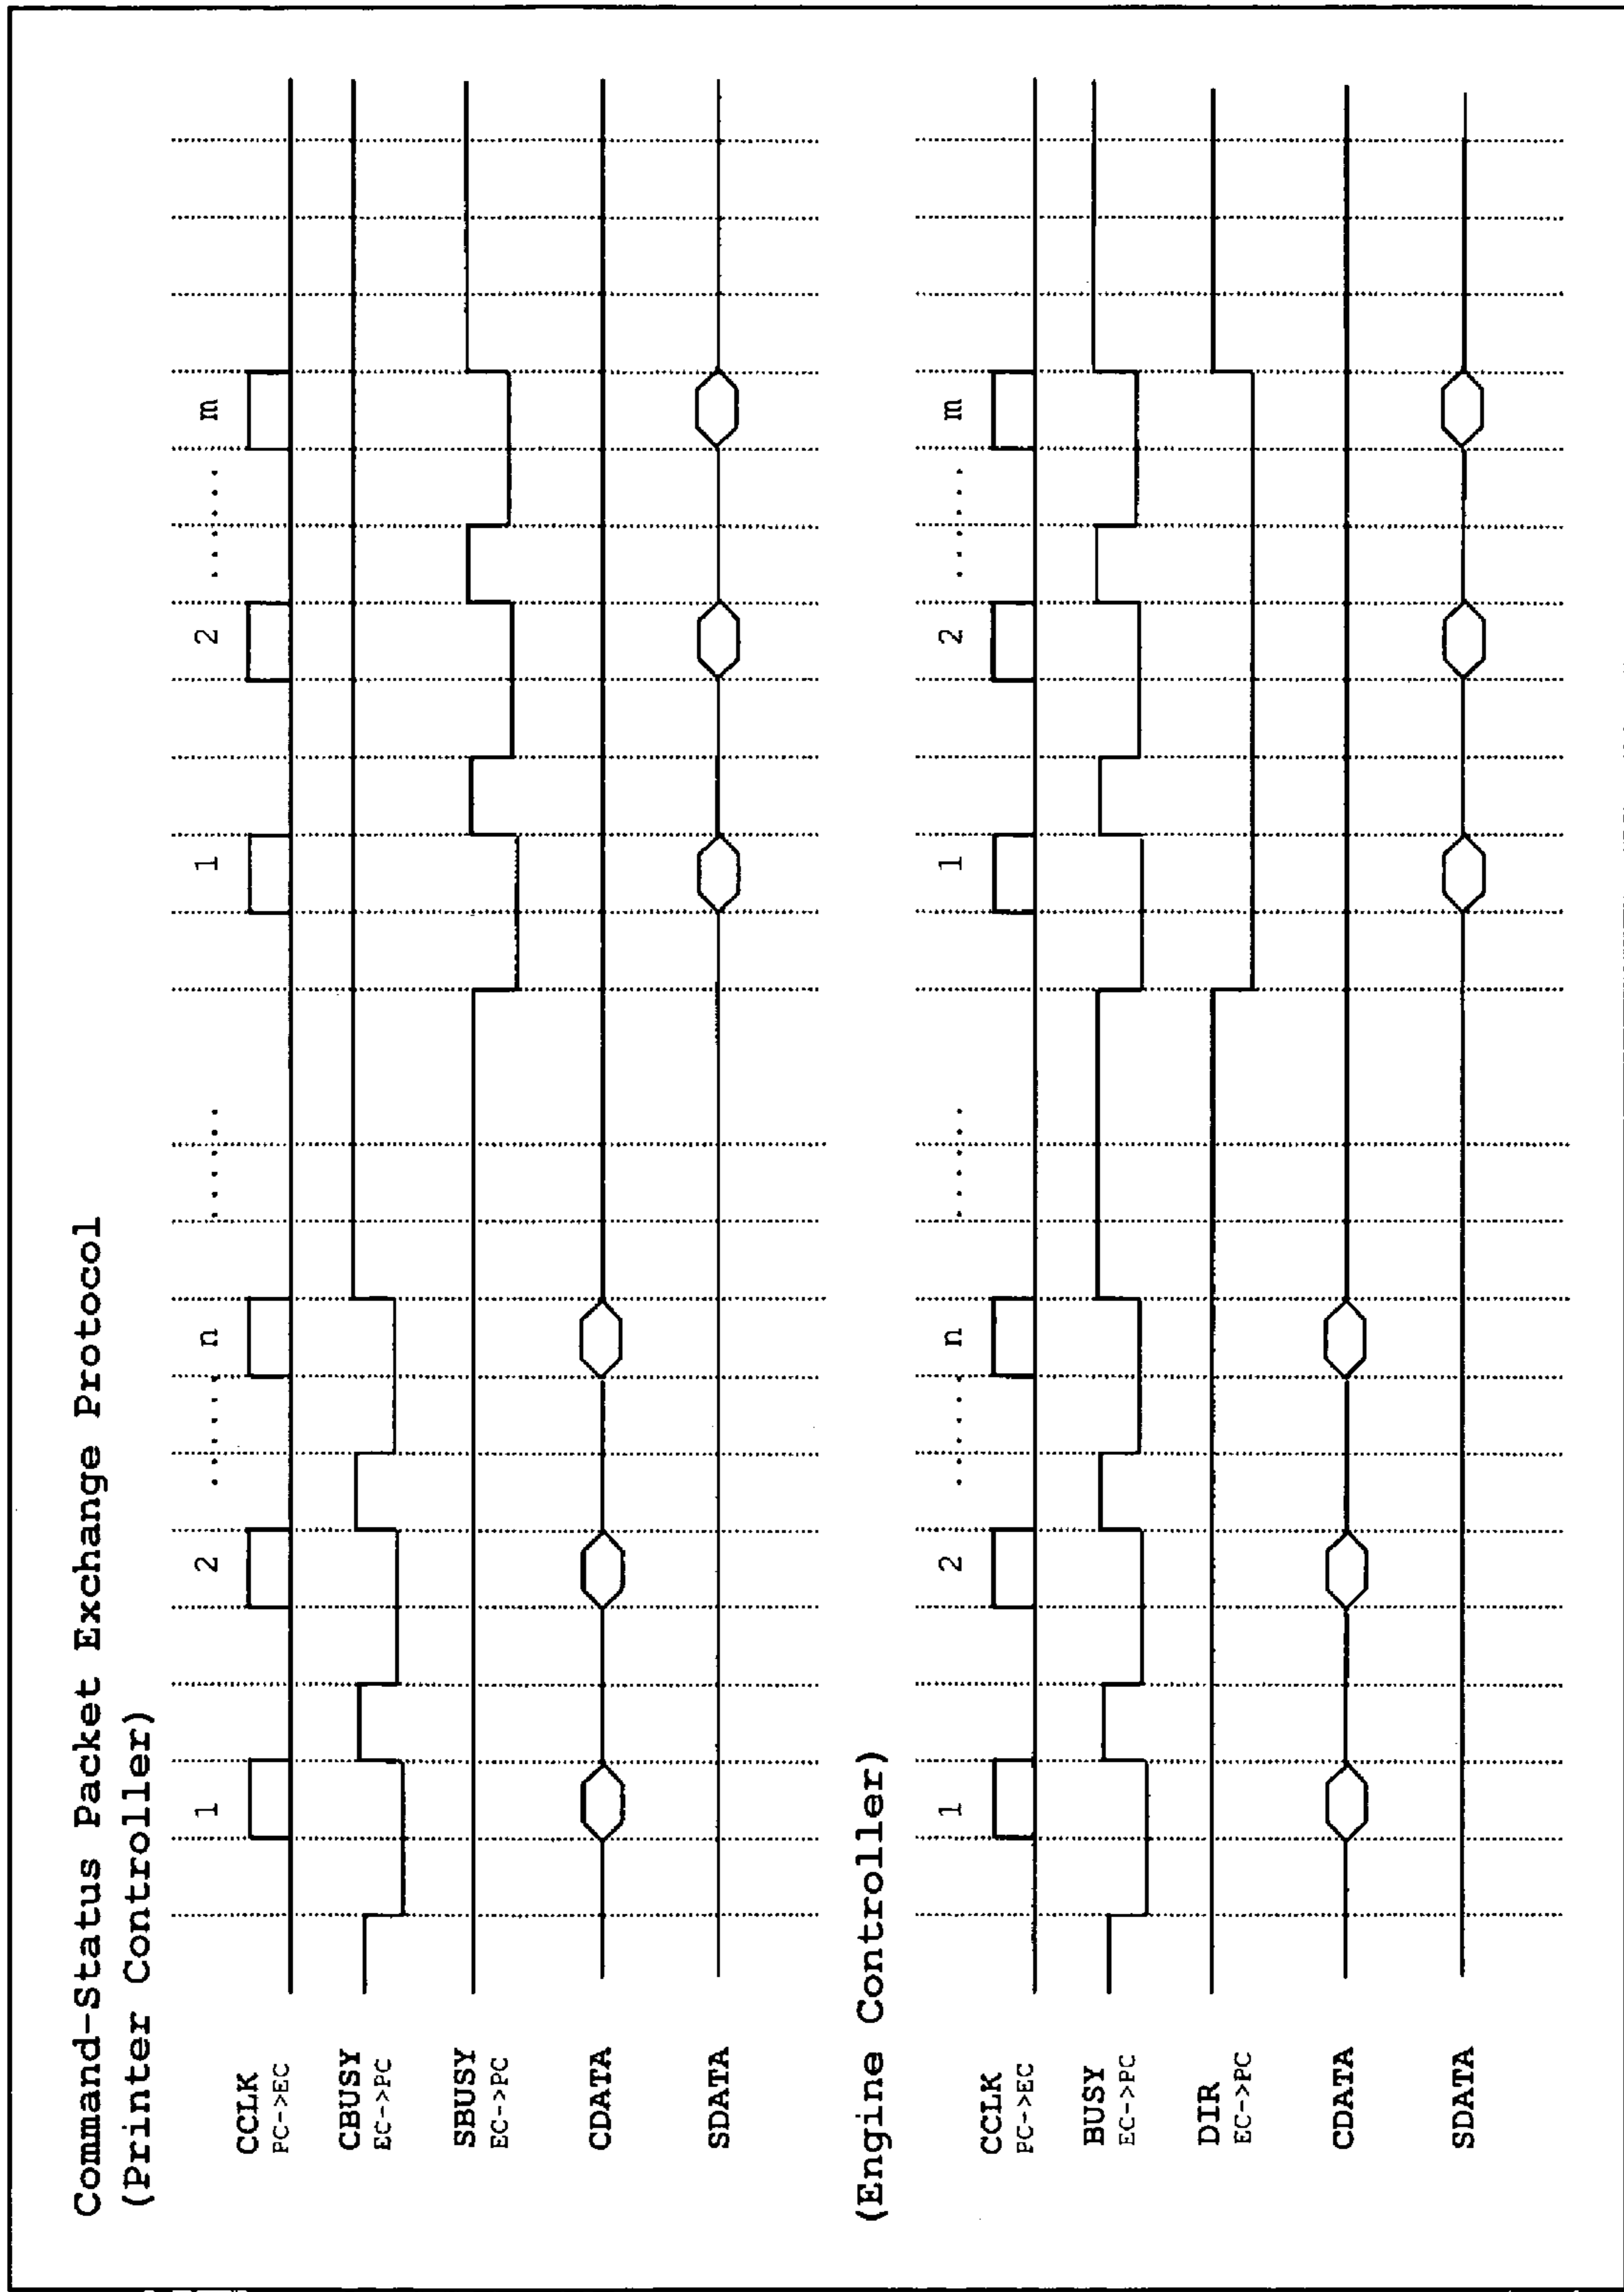 Command-Status Packet Exchange Protocol
(Printer Controller)
1 2 ...... n ...... 1 2 ...... m
CCLK
PC->EC
CBUSY
EC->PC
SBUSY
EC->PC
CDATA
SDATA
(Engine Controller)
1 2 ...... n ...... 1 2 ...... m
CCLK
PC->EC
BUSY
EC->PC
DIR
EC->PC
CDATA
SDATA